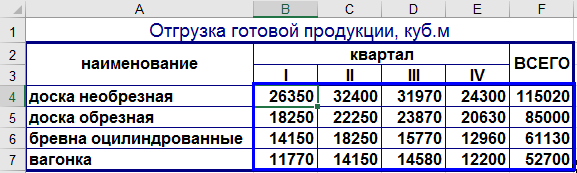 A B C D E F
1 Отгрузка готовой продукции, куб.м
2 наименование квартал ВСЕГО
3 I II III IV
4 доска необрезная 26350 32400 31970 24300 115020
5 доска обрезная 18250 22250 23870 20630 85000
6 бревна оцилиндрованные 14150 18250 15770 12960 61130
7 вагонка 11770 14150 14580 12200 52700